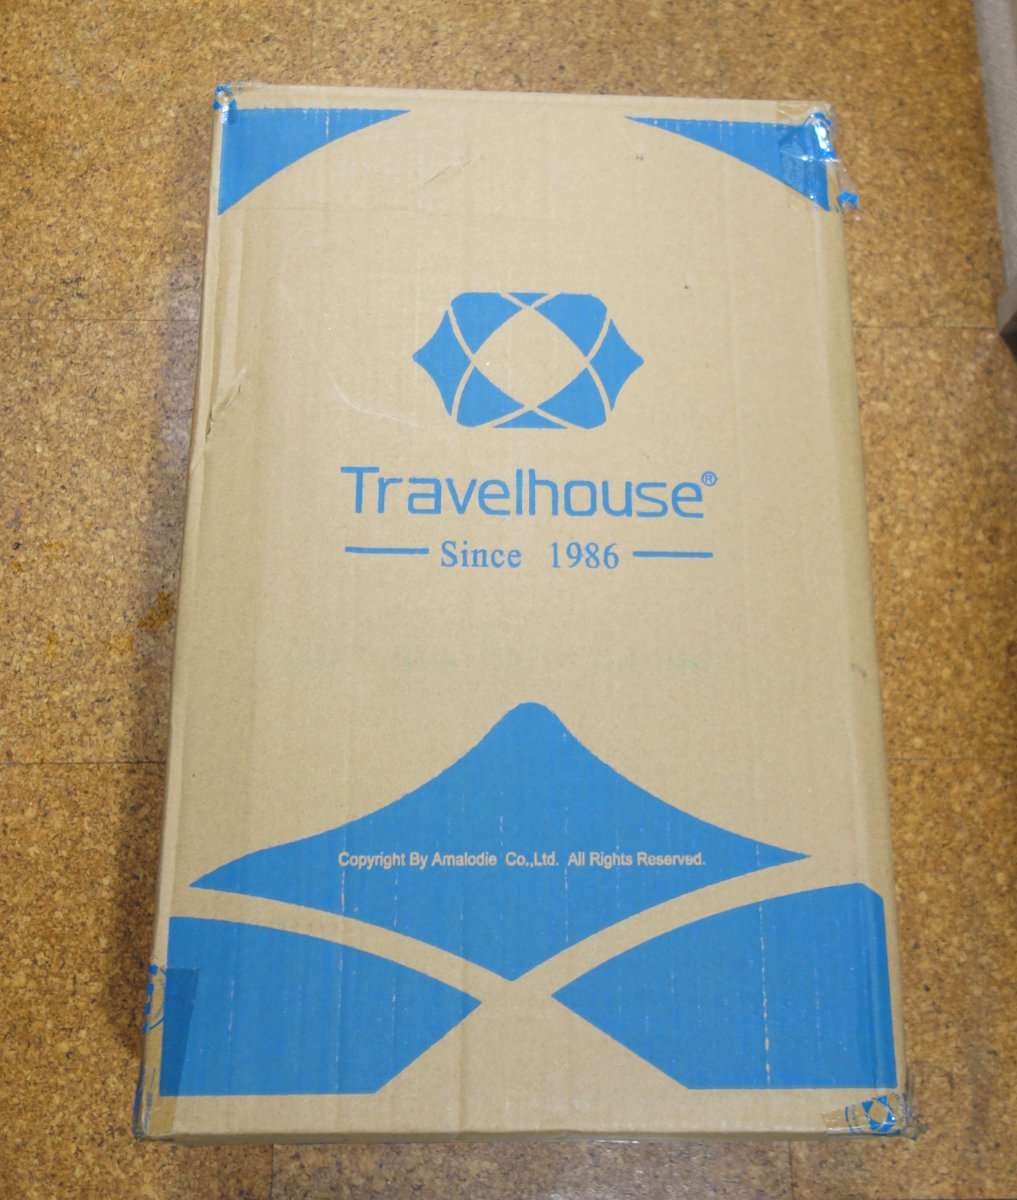 Travelhouse®
Since 1986
Copyright By Amalodie Co.,Ltd. All Rights Reserved.